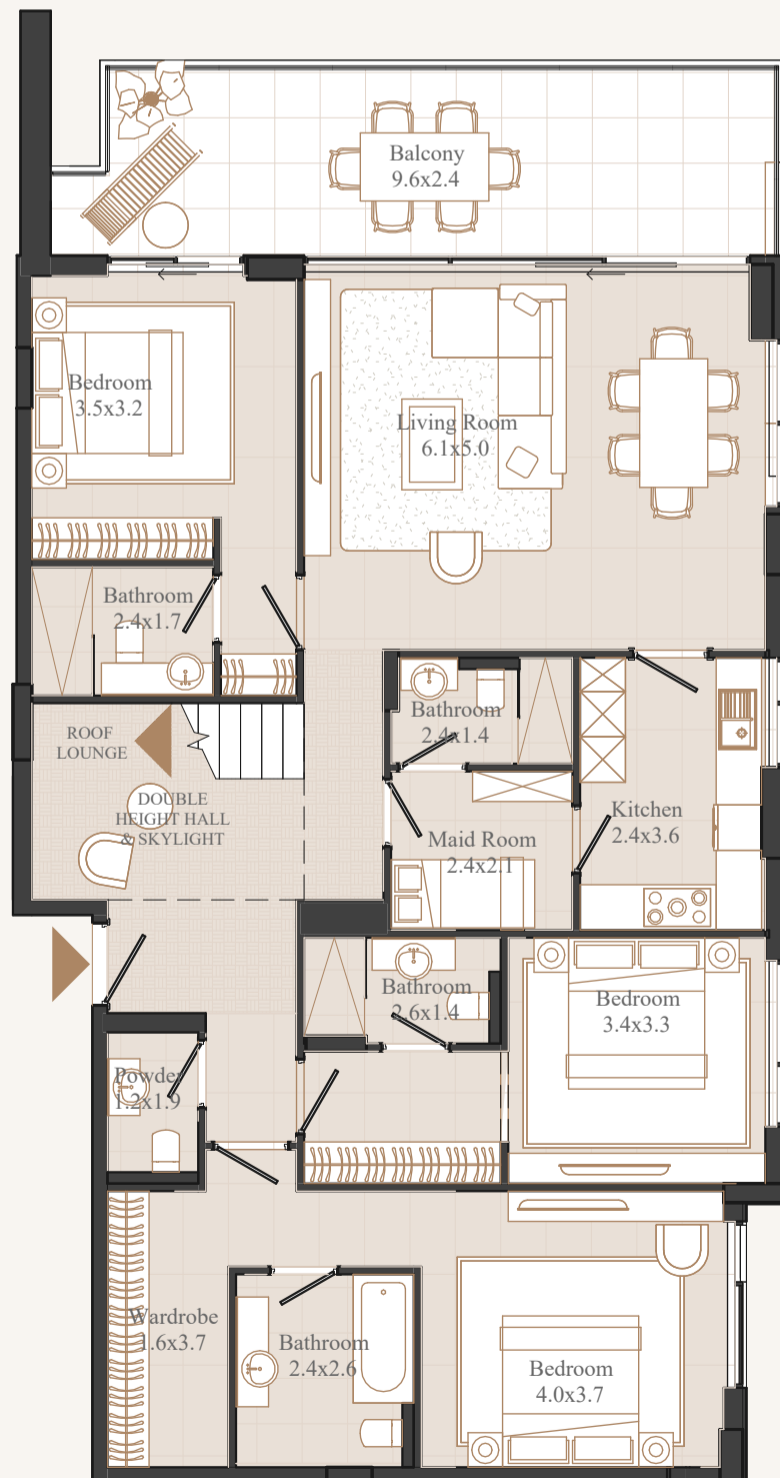 Balcony
9.6x2.4
Bedroom
3.5x3.2
Living Room
6.1x5.0
Bathroom
2.4x1.7
Bathroom
2.4x1.4
ROOF
LOUNGE
DOUBLE
HEIGHT HALL
& SKYLIGHT
Kitchen
2.4x3.6
Maid Room
2.4x2.1
Bathroom
2.6x1.4
Bedroom
3.4x3.3
Powder
1.2x1.9
Wardrobe
1.6x3.7
Bathroom
2.4x2.6
Bedroom
4.0x3.7